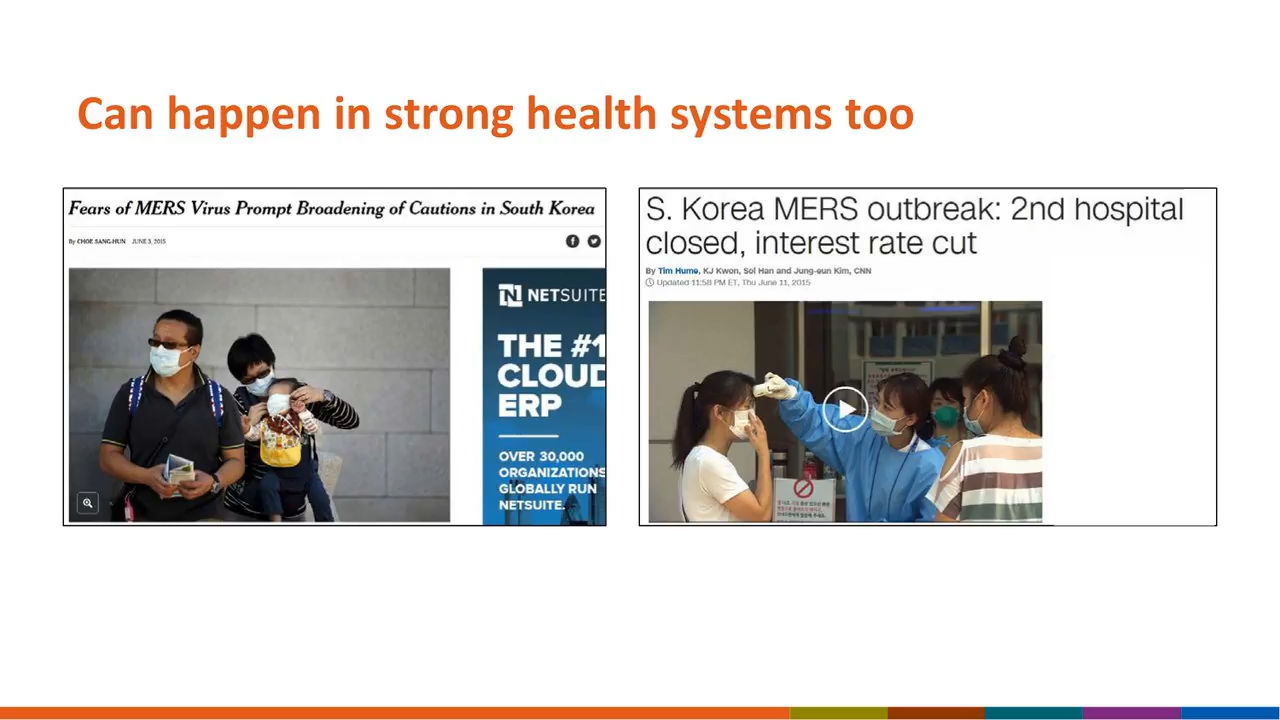 Can happen in strong health systems too
Fears of MERS Virus Prompt Broadening of Cautions in South Korea
By CHOE SANG-HUN JUNE 3, 2015
NETSUITE
THE #1
CLOUD
ERP
OVER 30,000
ORGANIZATIONS
GLOBALLY RUN
NETSUITE.
S. Korea MERS outbreak: 2nd hospital
closed, interest rate cut
By Tim Hume, KJ Kwon, Sol Han and Jung-eun Kim, CNN
Updated 11:58 PM ET, Thu June 11, 2015